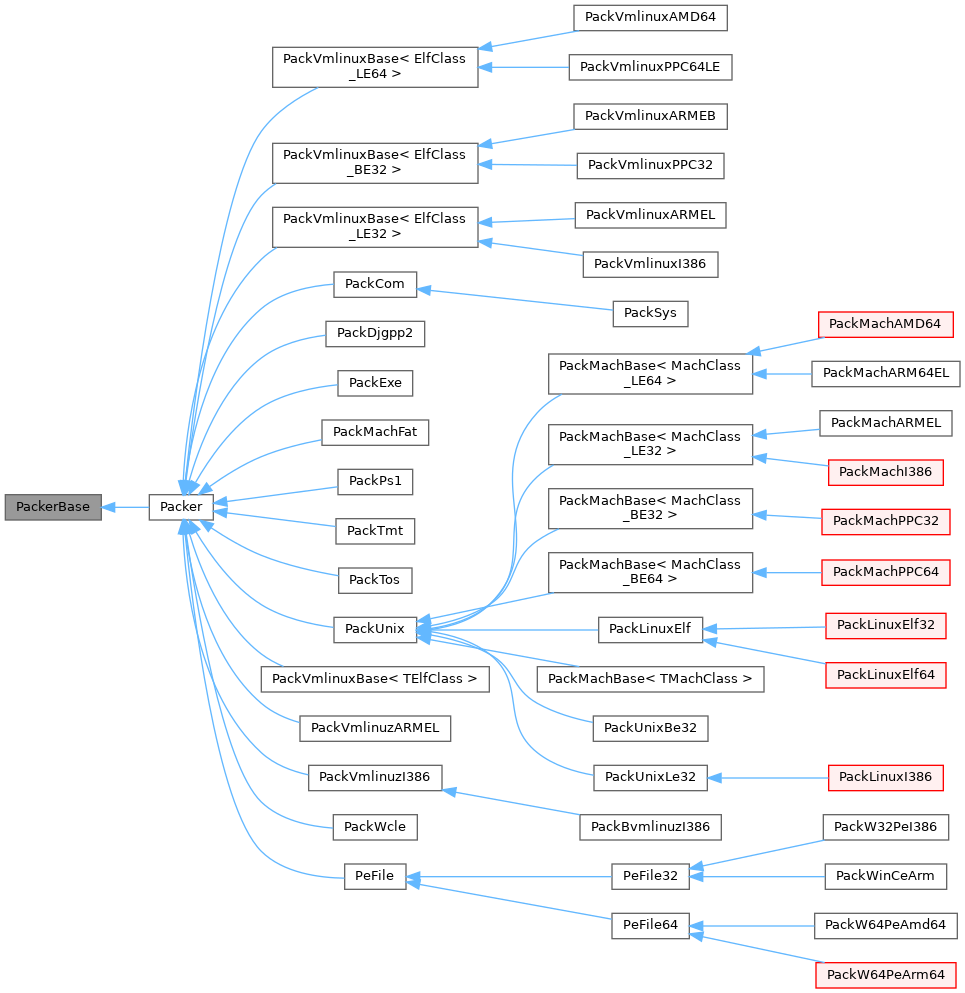 PackVmlinuxAMD64
PackVmlinuxBase< ElfClass
_LE64 >
PackVmlinuxPPC64LE
PackVmlinuxARMEB
PackVmlinuxBase< ElfClass
_BE32 >
PackVmlinuxPPC32
PackVmlinuxARMEL
PackVmlinuxBase< ElfClass
_LE32 >
PackVmlinuxI386
PackCom
PackSys
PackMachAMD64
PackDjgpp2
PackMachBase< MachClass
_LE64 >
PackMachARM64EL
PackExe
PackMachARMEL
PackMachFat
PackMachBase< MachClass
_LE32 >
PackMachI386
PackPs1
PackerBase
Packer
PackMachBase< MachClass
_BE32 >
PackMachPPC32
PackTmt
PackMachBase< MachClass
_BE64 >
PackMachPPC64
PackTos
PackUnix
PackLinuxElf
PackLinuxElf32
PackVmlinuxBase< TElfClass >
PackMachBase< TMachClass >
PackLinuxElf64
PackVmlinuzARMEL
PackUnixBe32
PackVmlinuzI386
PackUnixLe32
PackLinuxI386
PackWcle
PackBvmlinuzI386
PackW32PeI386
PeFile
PeFile32
PackWinCeArm
PeFile64
PackW64PeAmd64
PackW64PeArm64